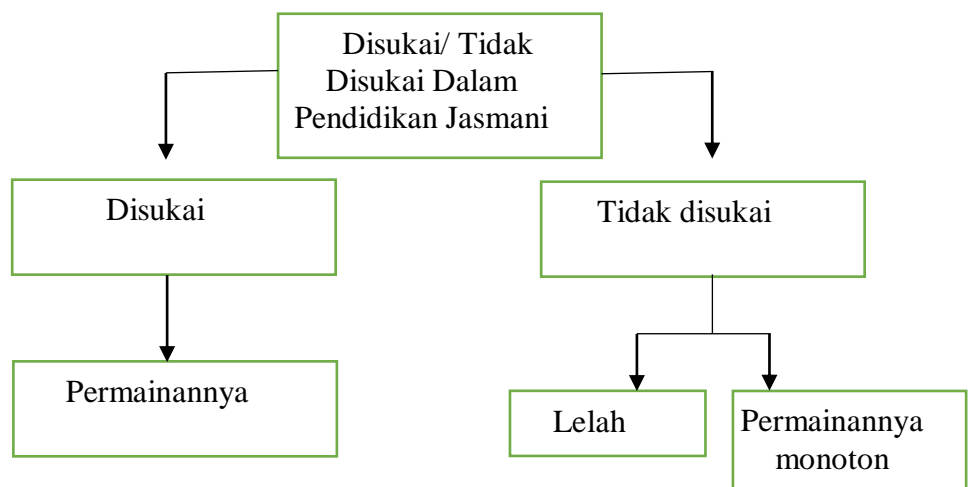 Disukai/ Tidak
Disukai Dalam
Pendidikan Jasmani
Disukai
Tidak disukai
Permainannya
Lelah
Permainannya
monoton